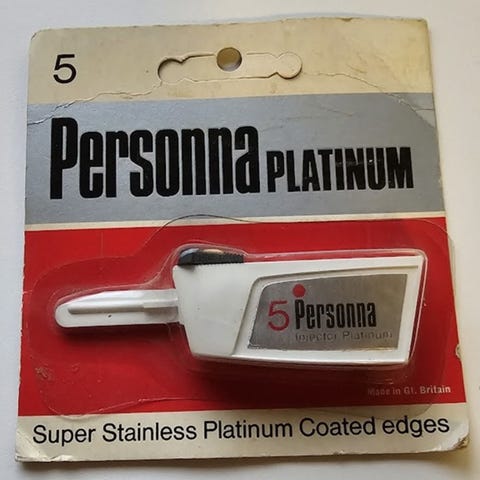 5
Personna PLATINUM
5 Personna
Injector Platinum
Made in Gt. Britain
Super Stainless Platinum Coated edges